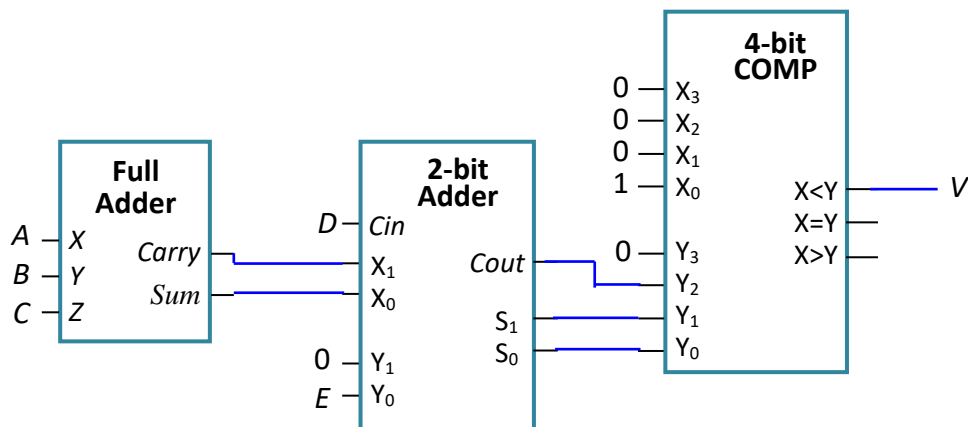 4-bit
COMP
0 X₃
0 X₂
0 X₁
1 X₀
X<Y V
X=Y
X>Y
0 Y₃
Y₂
Y₁
Y₀
Full
Adder
A X
B Y
C Z
Carry
Sum
2-bit
Adder
D Cin
X₁
X₀
0 Y₁
E Y₀
Cout
S₁
S₀